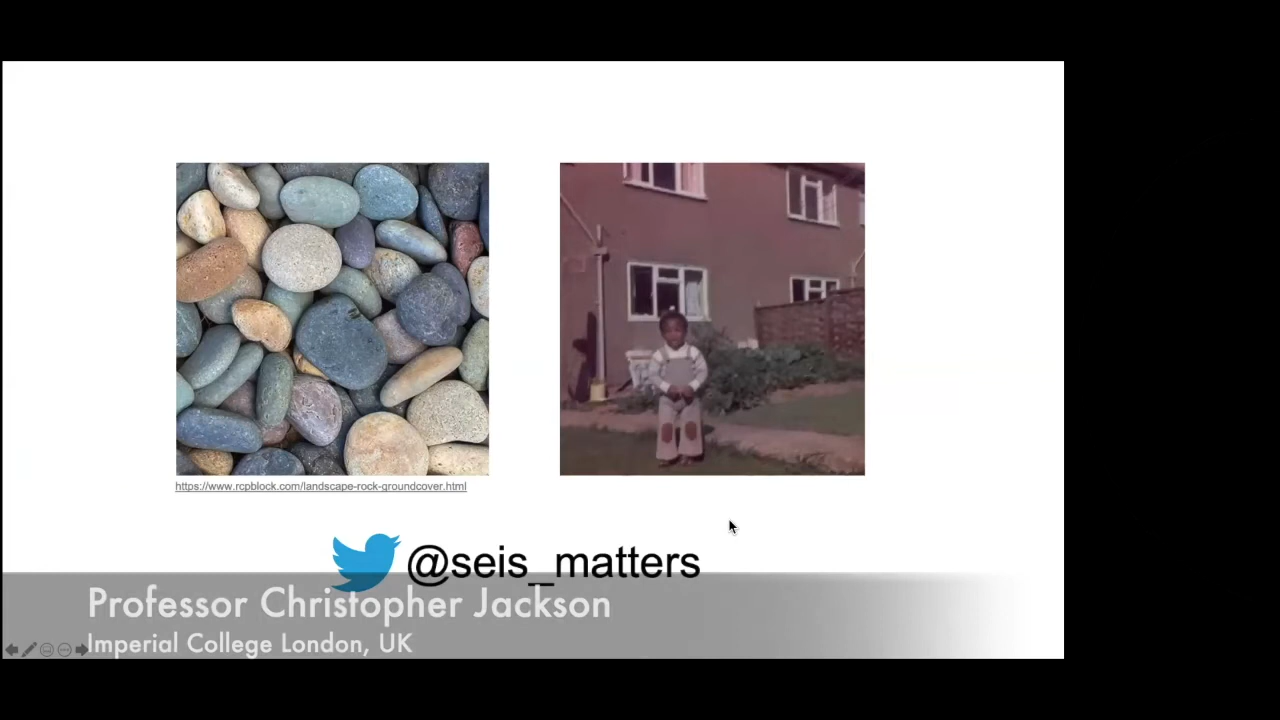 https://www.rcpblock.com/landscape-rock-groundcover.html
@seis_matters
Professor Christopher Jackson
Imperial College London, UK